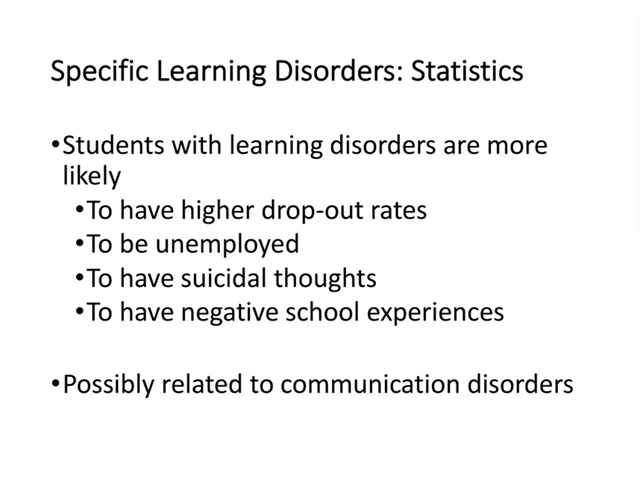 Specific Learning Disorders: Statistics
•Students with learning disorders are more
likely
•To have higher drop-out rates
•To be unemployed
•To have suicidal thoughts
•To have negative school experiences
•Possibly related to communication disorders